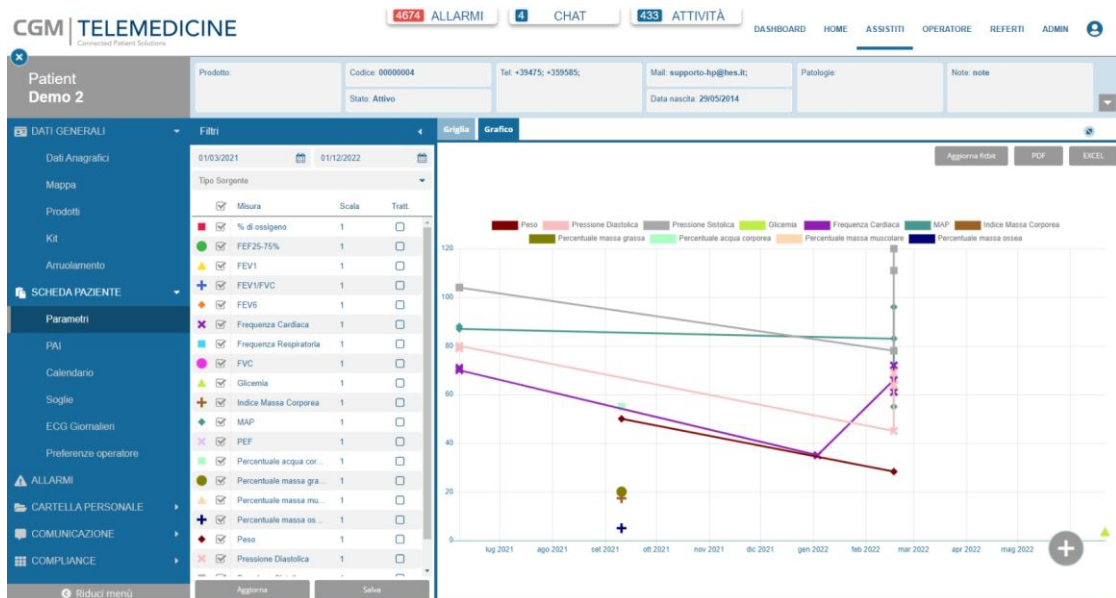 CGM TELEMEDICINE
Connected Patient Solutions
4674 ALLARMI
4 CHAT
433 ATTIVITÀ
DASHBOARD HOME ASSISTITI OPERATORE REFERTI ADMIN
Patient
Demo 2
Prodotto:
Codice: 00000004
Stato: Attivo
Tel: +39475; +359585;
Mail: supporto-hp@hes.it;
Data nascita: 29/05/2014
Patologie:
Note: note
DATI GENERALI
Dati Anagrafici
Mappa
Prodotti
Kit
Arruolamento
SCHEDA PAZIENTE
Parametri
PAI
Calendario
Soglie
ECG Giornalieri
Preferenze operatore
ALLARMI
CARTELLA PERSONALE
COMUNICAZIONE
COMPLIANCE
Riduci menù
Filtri
01/03/2021 01/12/2022
Tipo Sorgente
Misura Scala Tratt.
% di ossigeno 1
FEF25-75% 1
FEV1 1
FEV1/FVC 1
FEV6 1
Frequenza Cardiaca 1
Frequenza Respiratoria 1
FVC 1
Glicemia 1
Indice Massa Corporea 1
MAP 1
PEF 1
Percentuale acqua cor... 1
Percentuale massa gra... 1
Percentuale massa mu... 1
Percentuale massa os... 1
Peso 1
Pressione Diastolica 1
Aggiorna Salva
Griglia Grafico
Aggiorna fitbit PDF EXCEL
Peso Pressione Diastolica Pressione Sistolica Glicemia Frequenza Cardiaca MAP Indice Massa Corporea
Percentuale massa grassa Percentuale acqua corporea Percentuale massa muscolare Percentuale massa ossea
120
100
80
60
40
20
0
lug 2021 ago 2021 set 2021 ott 2021 nov 2021 dic 2021 gen 2022 feb 2022 mar 2022 apr 2022 mag 2022